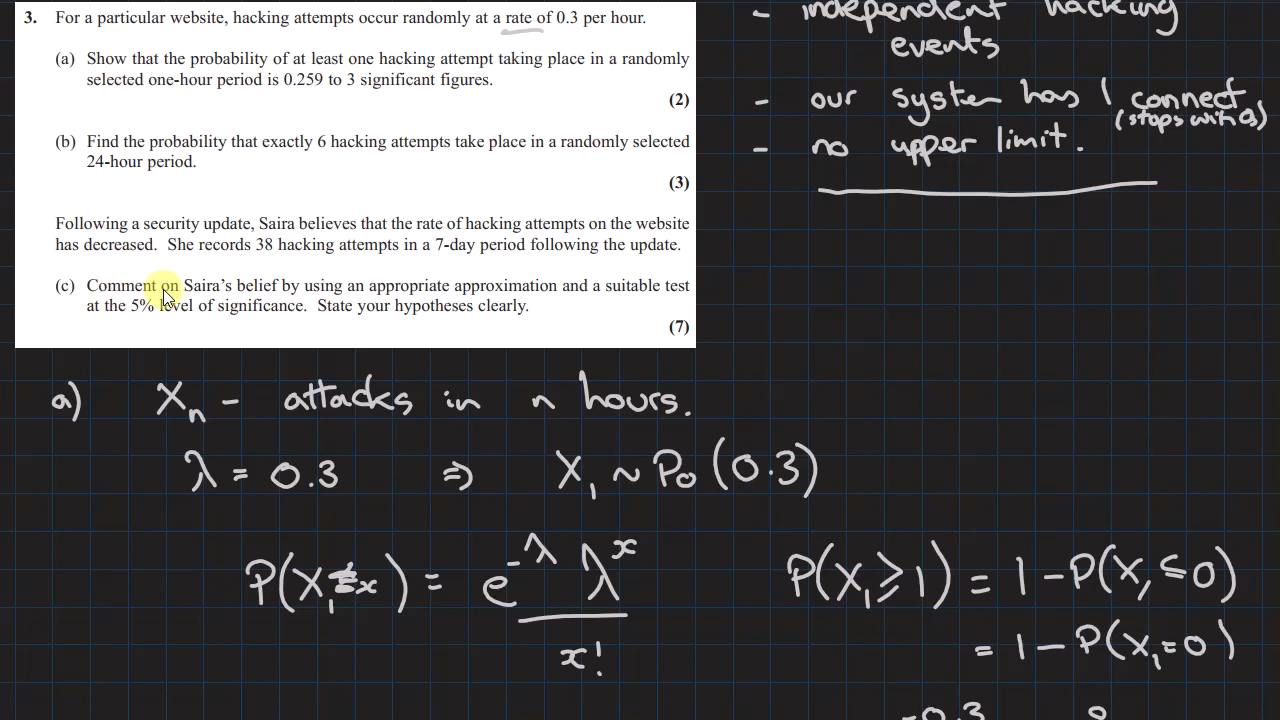 3. For a particular website, hacking attempts occur randomly at a rate of 0.3 per hour.
(a) Show that the probability of at least one hacking attempt taking place in a randomly
selected one-hour period is 0.259 to 3 significant figures.
(2)
(b) Find the probability that exactly 6 hacking attempts take place in a randomly selected
24-hour period.
(3)
Following a security update, Saira believes that the rate of hacking attempts on the website
has decreased. She records 38 hacking attempts in a 7-day period following the update.
(c) Comment on Saira's belief by using an appropriate approximation and a suitable test
at the 5% level of significance. State your hypotheses clearly.
(7)
- independent hacking
events
- our system has 1 connect
(stops with a)
- no upper limit.
a) Xₙ - attacks in n hours.
λ = 0.3 ⇒ X₁ ~ Po (0.3)
P(X₁ = x) = e^-λ λ^x
x!
P(X₁ ≥ 1) = 1 - P(X₁ ≤ 0)
= 1 - P(X₁ = 0)
-0.3